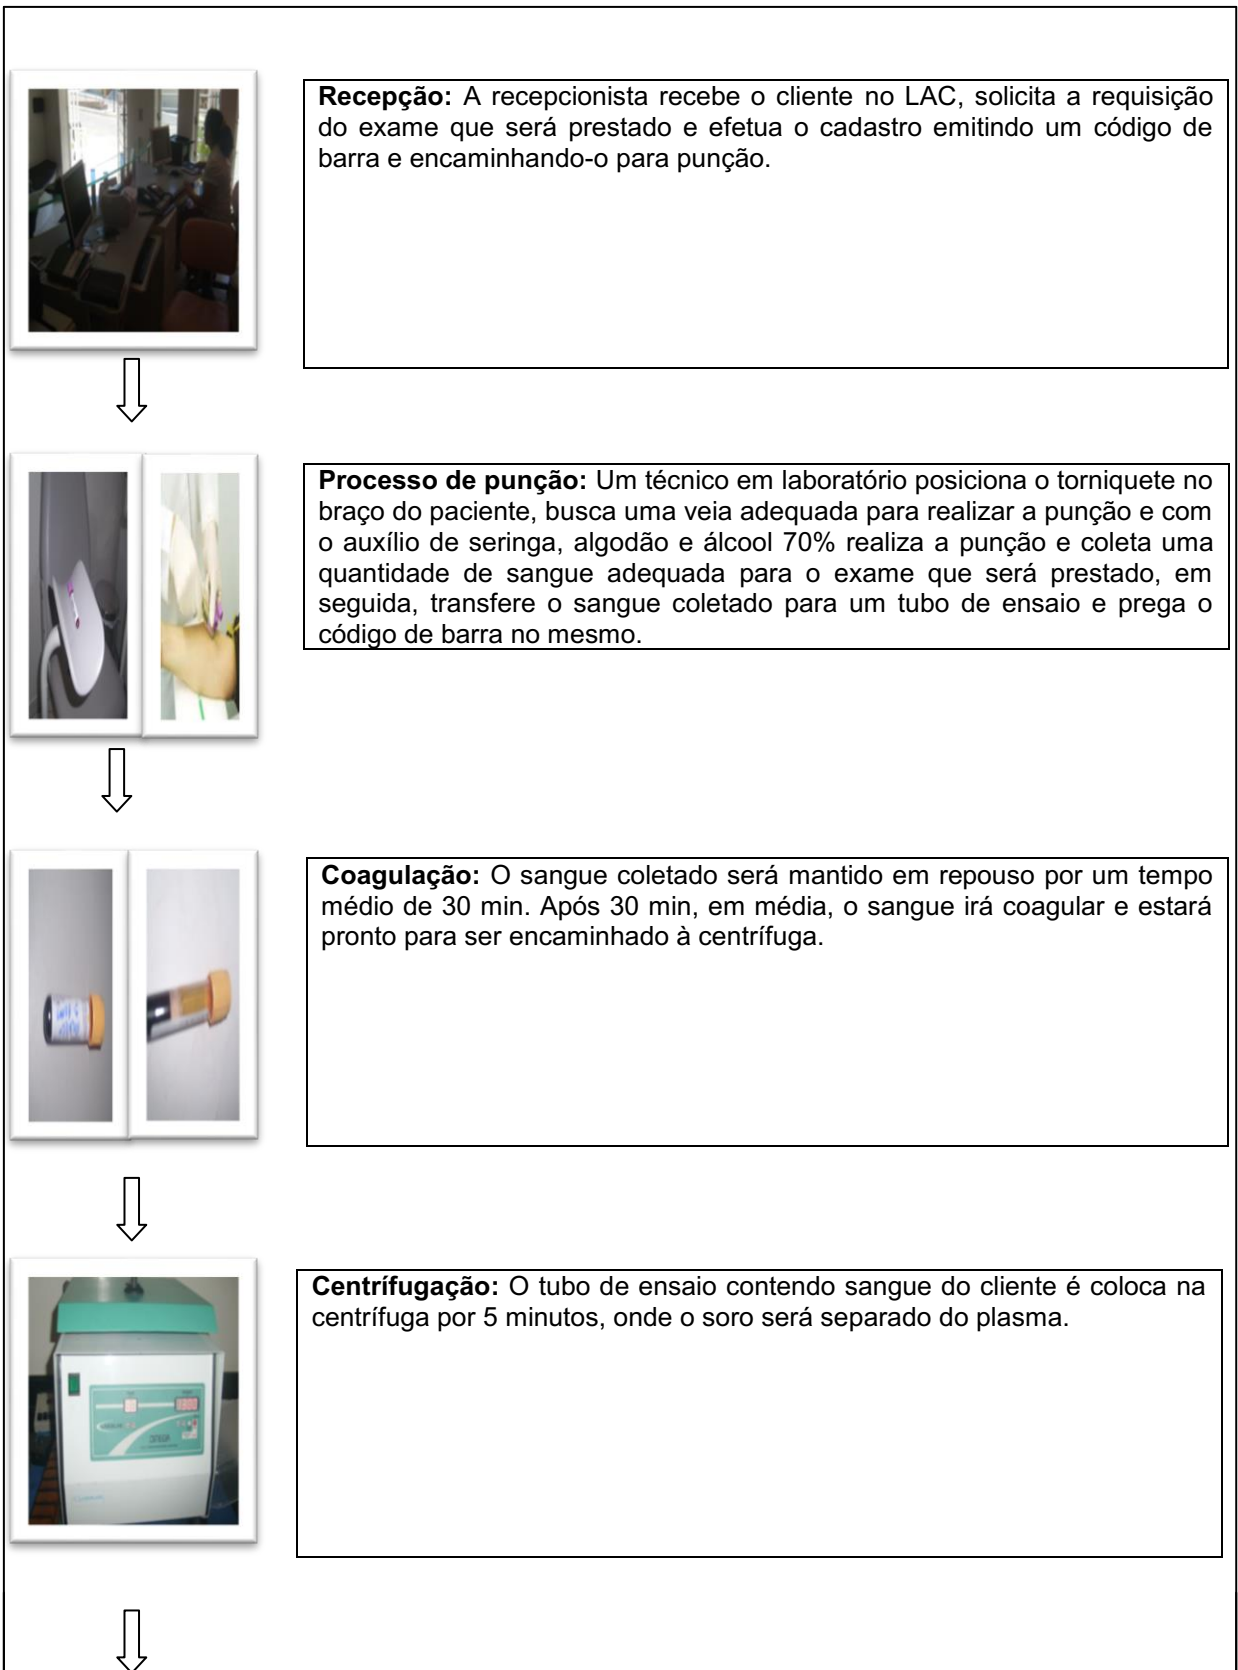 Recepção: A recepcionista recebe o cliente no LAC, solicita a requisição
do exame que será prestado e efetua o cadastro emitindo um código de
barra e encaminhando-o para punção.
Processo de punção: Um técnico em laboratório posiciona o torniquete no
braço do paciente, busca uma veia adequada para realizar a punção e com
o auxílio de seringa, algodão e álcool 70% realiza a punção e coleta uma
quantidade de sangue adequada para o exame que será prestado, em
seguida, transfere o sangue coletado para um tubo de ensaio e prega o
código de barra no mesmo.
Coagulação: O sangue coletado será mantido em repouso por um tempo
médio de 30 min. Após 30 min, em média, o sangue irá coagular e estará
pronto para ser encaminhado à centrífuga.
Centrífugação: O tubo de ensaio contendo sangue do cliente é coloca na
centrífuga por 5 minutos, onde o soro será separado do plasma.